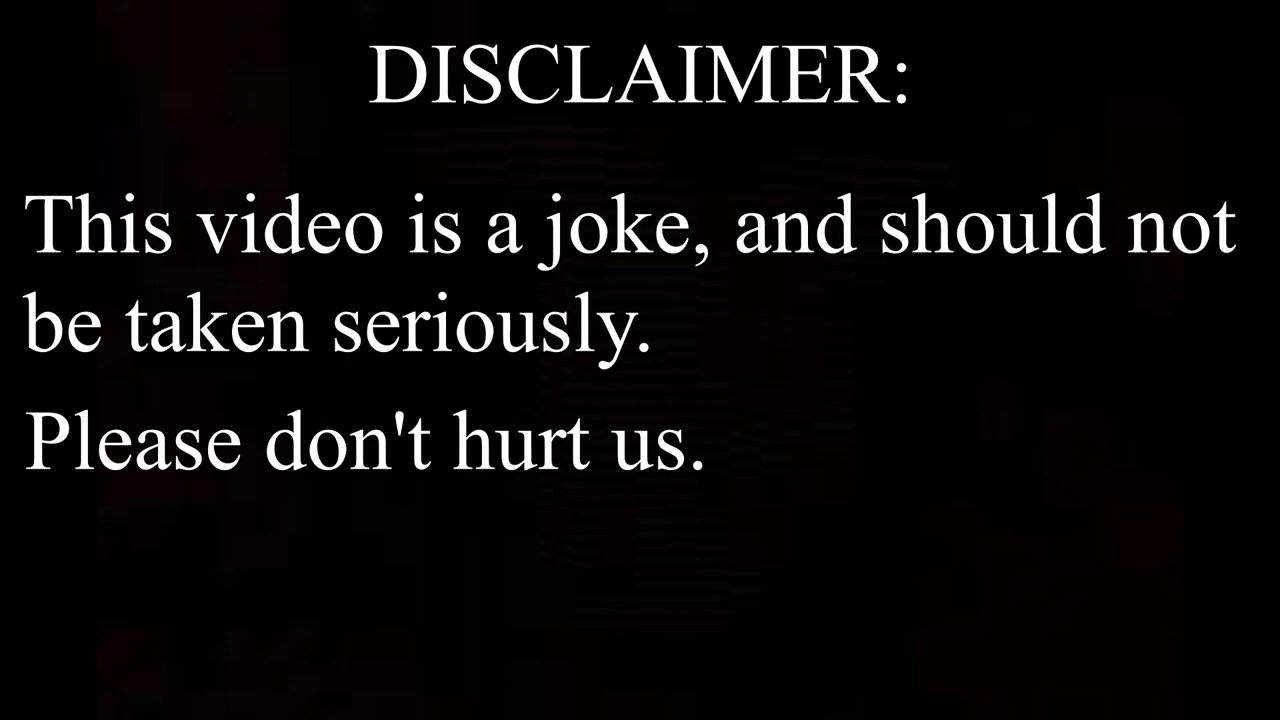 DISCLAIMER:
This video is a joke, and should not
be taken seriously.
Please don't hurt us.